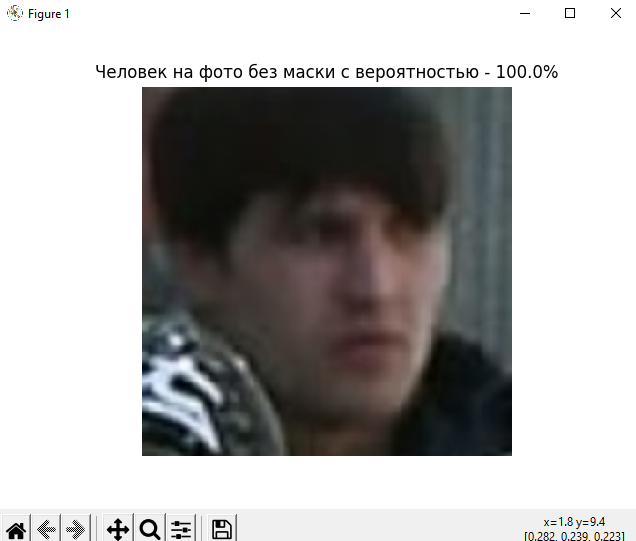 Figure 1
Человек на фото без маски с вероятностью - 100.0%
x=1.8 y=9.4
[0.282, 0.239, 0.223]